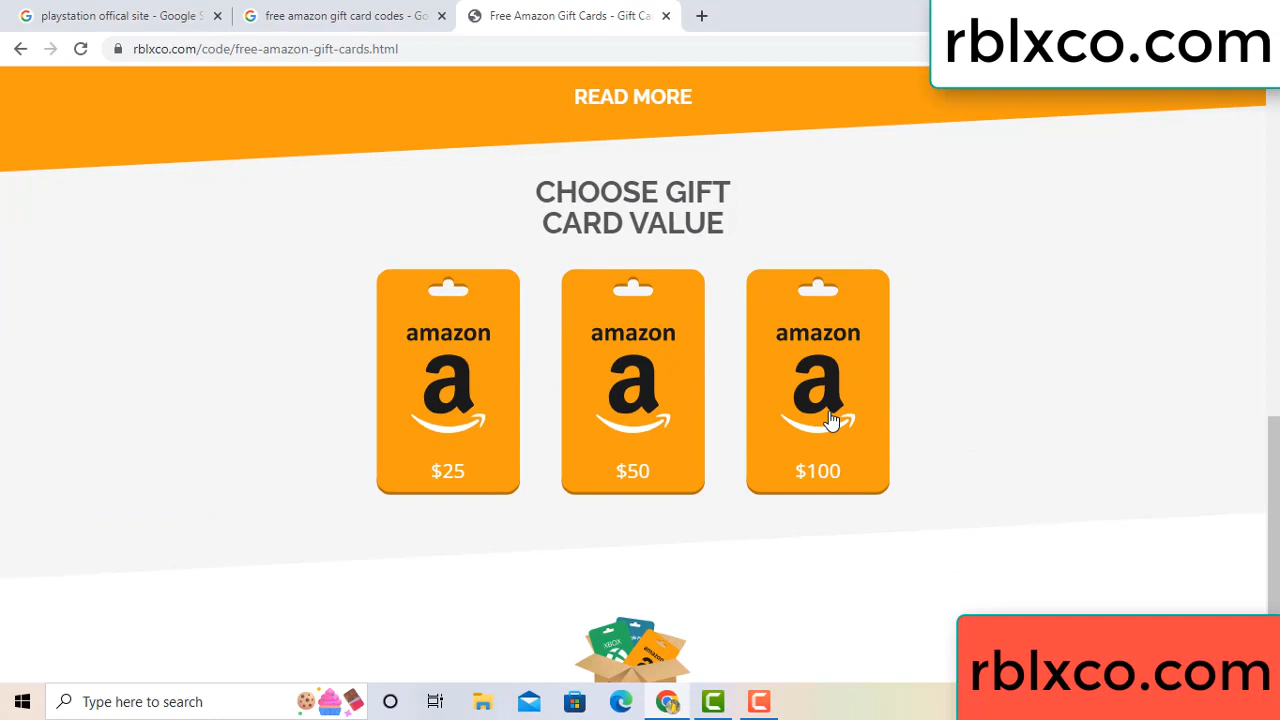 playstation offical site - Google S
free amazon gift card codes - Go
Free Amazon Gift Cards - Gift Ca
rblxco.com/code/free-amazon-gift-cards.html
rblxco.com
READ MORE
CHOOSE GIFT
CARD VALUE
amazon
a
$25
amazon
a
$50
amazon
a
$100
XBOX
amazon
rblxco.com
Type here to search